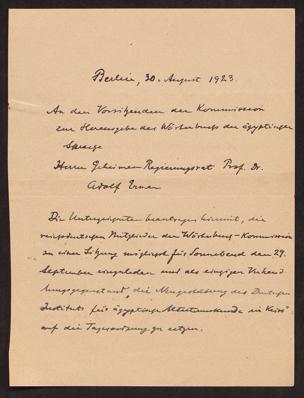 Berlin, 30. August 1923.
An den Vorsitzenden der Kommission
zur Herausgabe des Wörterbuchs der ägyptischen
Sprache
Herrn Geheimen Regierungsrat Prof. Dr.
Adolf Erman
Die Unterzeichneten beantragen hiermit, die
reichsdeutschen Mitglieder der Wörterbuch-Kommission
zu einer Sitzung möglichst für Sonnabend den 29.
September einzuladen und als einzigen Verhand
lungsgegenstand "die Neugestaltung des Deutschen
Instituts für ägyptische Altertumskunde in Kairo"
auf die Tagesordnung zu setzen.